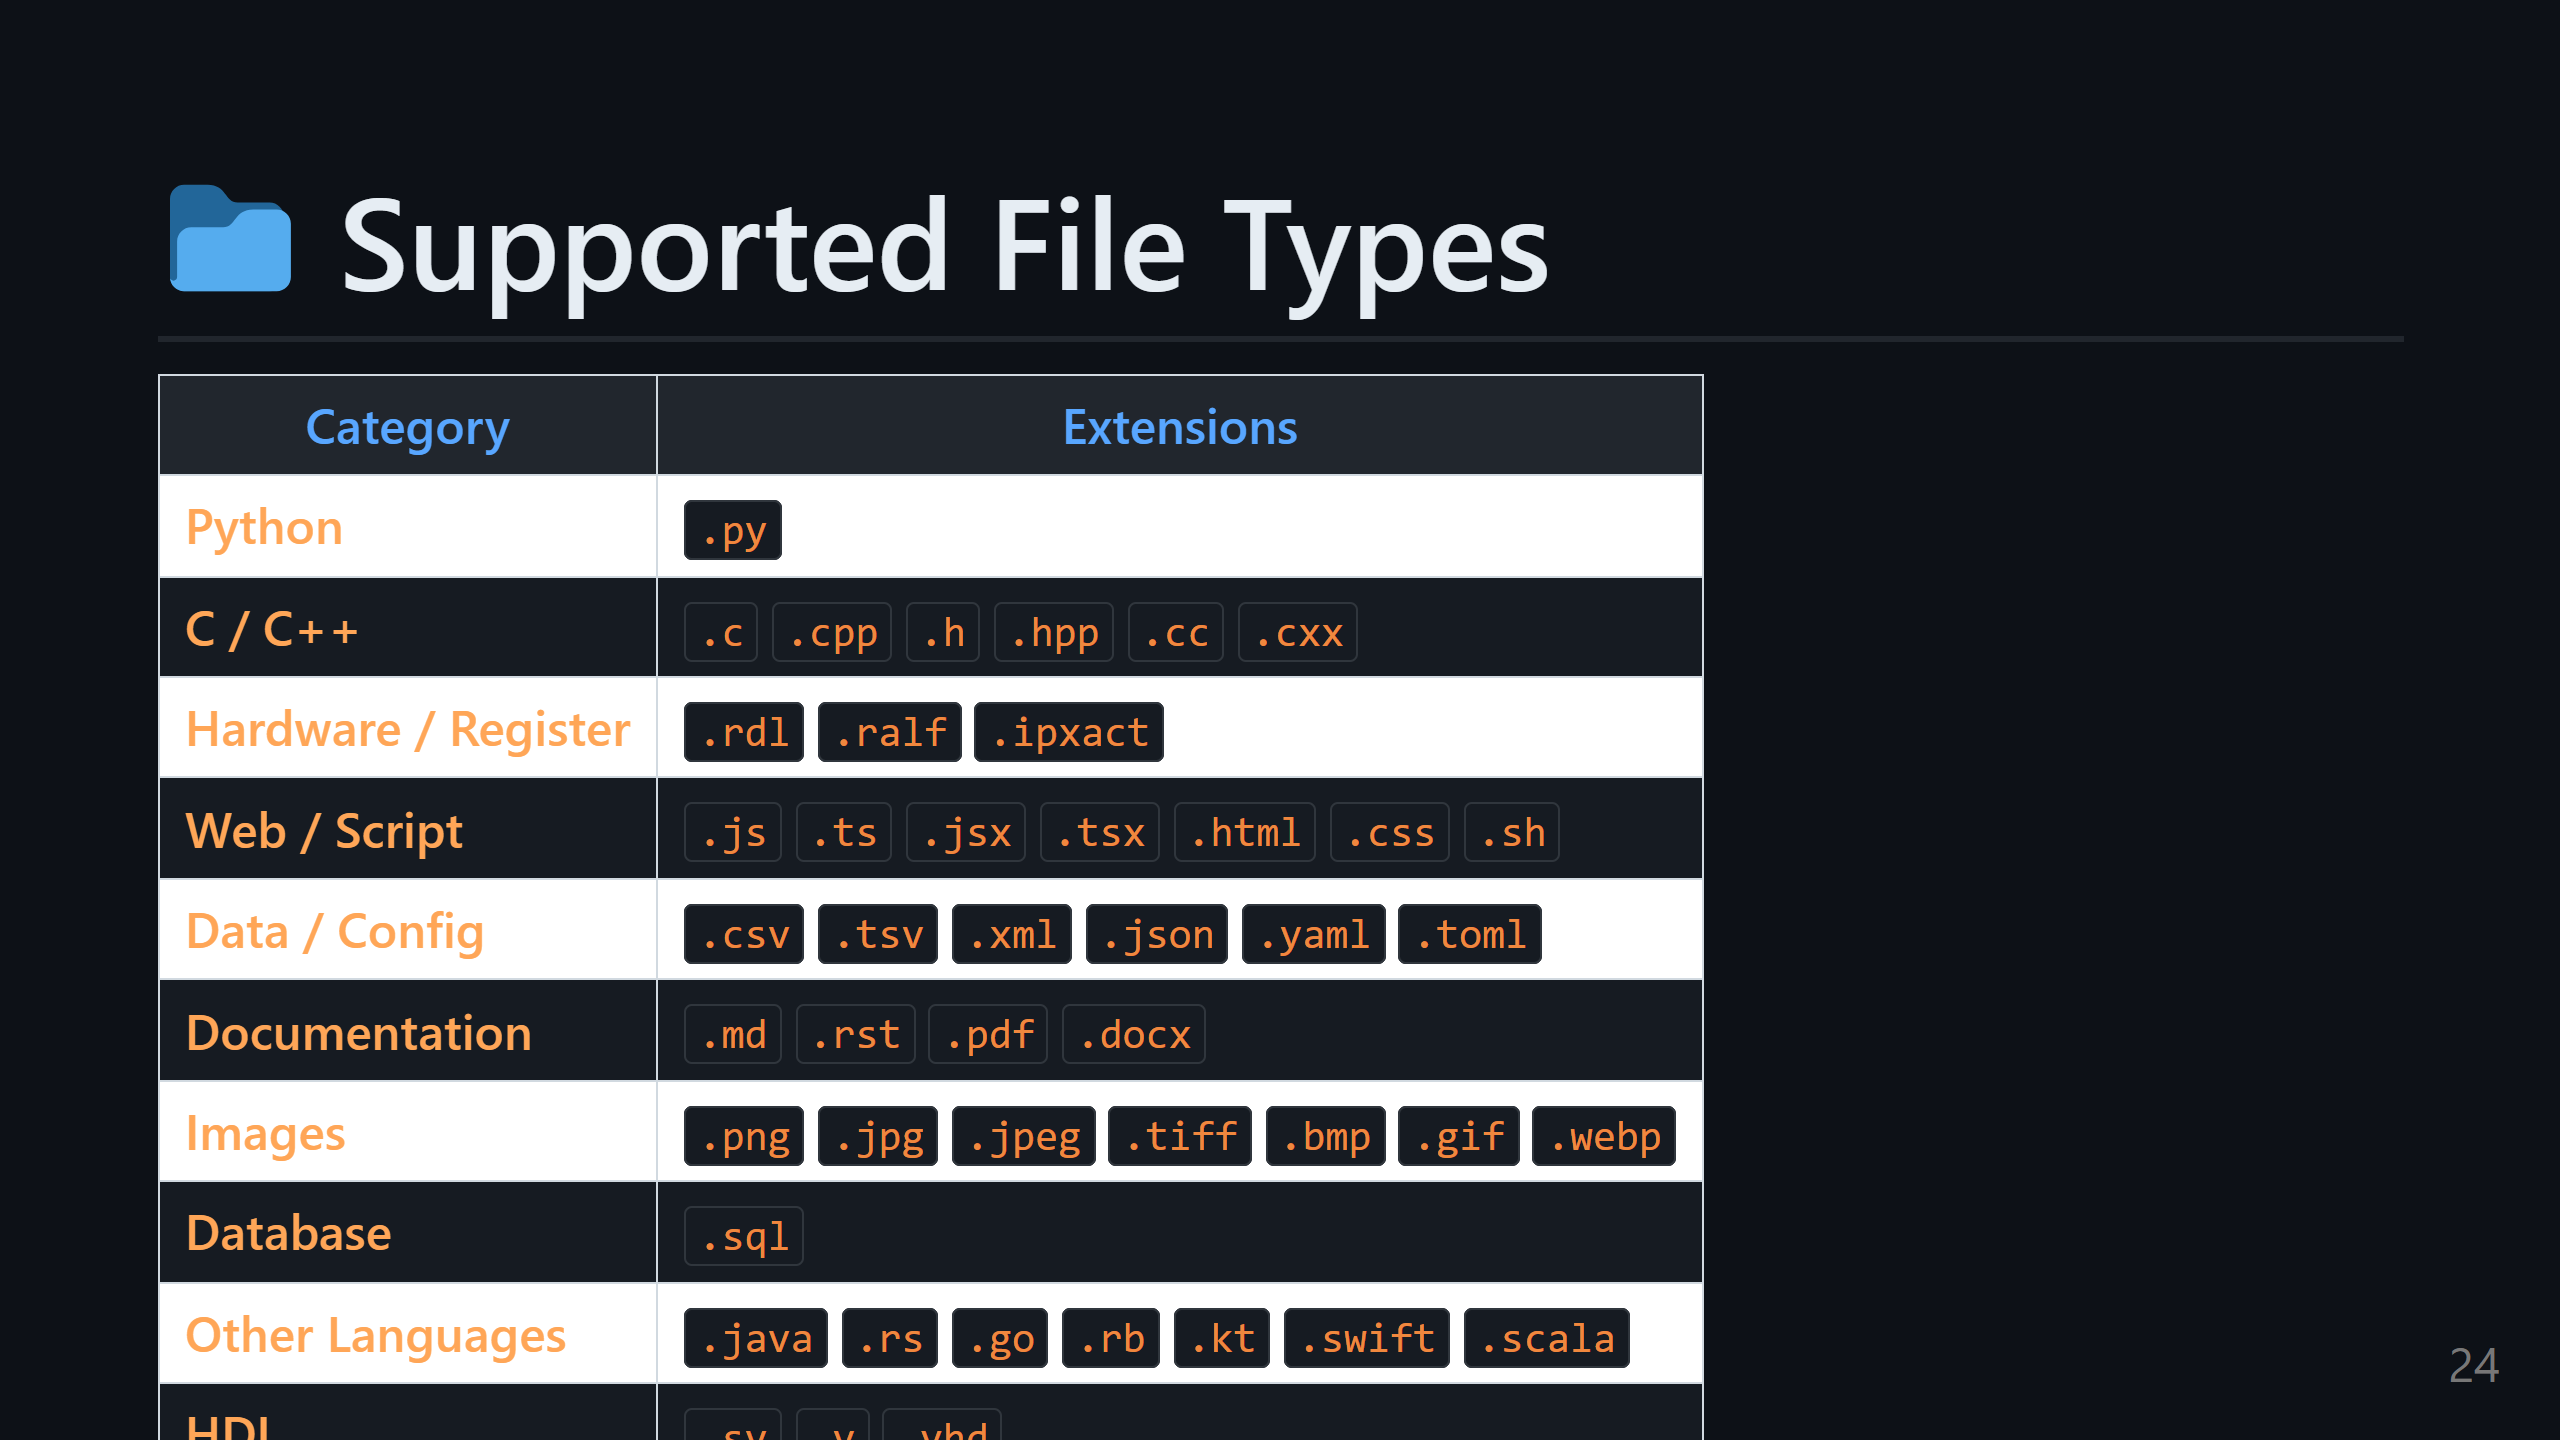 Supported File Types
Category Extensions
Python .py
C / C++ .c .cpp .h .hpp .cc .cxx
Hardware / Register .rdl .ralf .ipxact
Web / Script .js .ts .jsx .tsx .html .css .sh
Data / Config .csv .tsv .xml .json .yaml .toml
Documentation .md .rst .pdf .docx
Images .png .jpg .jpeg .tiff .bmp .gif .webp
Database .sql
Other Languages .java .rs .go .rb .kt .swift .scala
HDL .sv .v .vhd
24